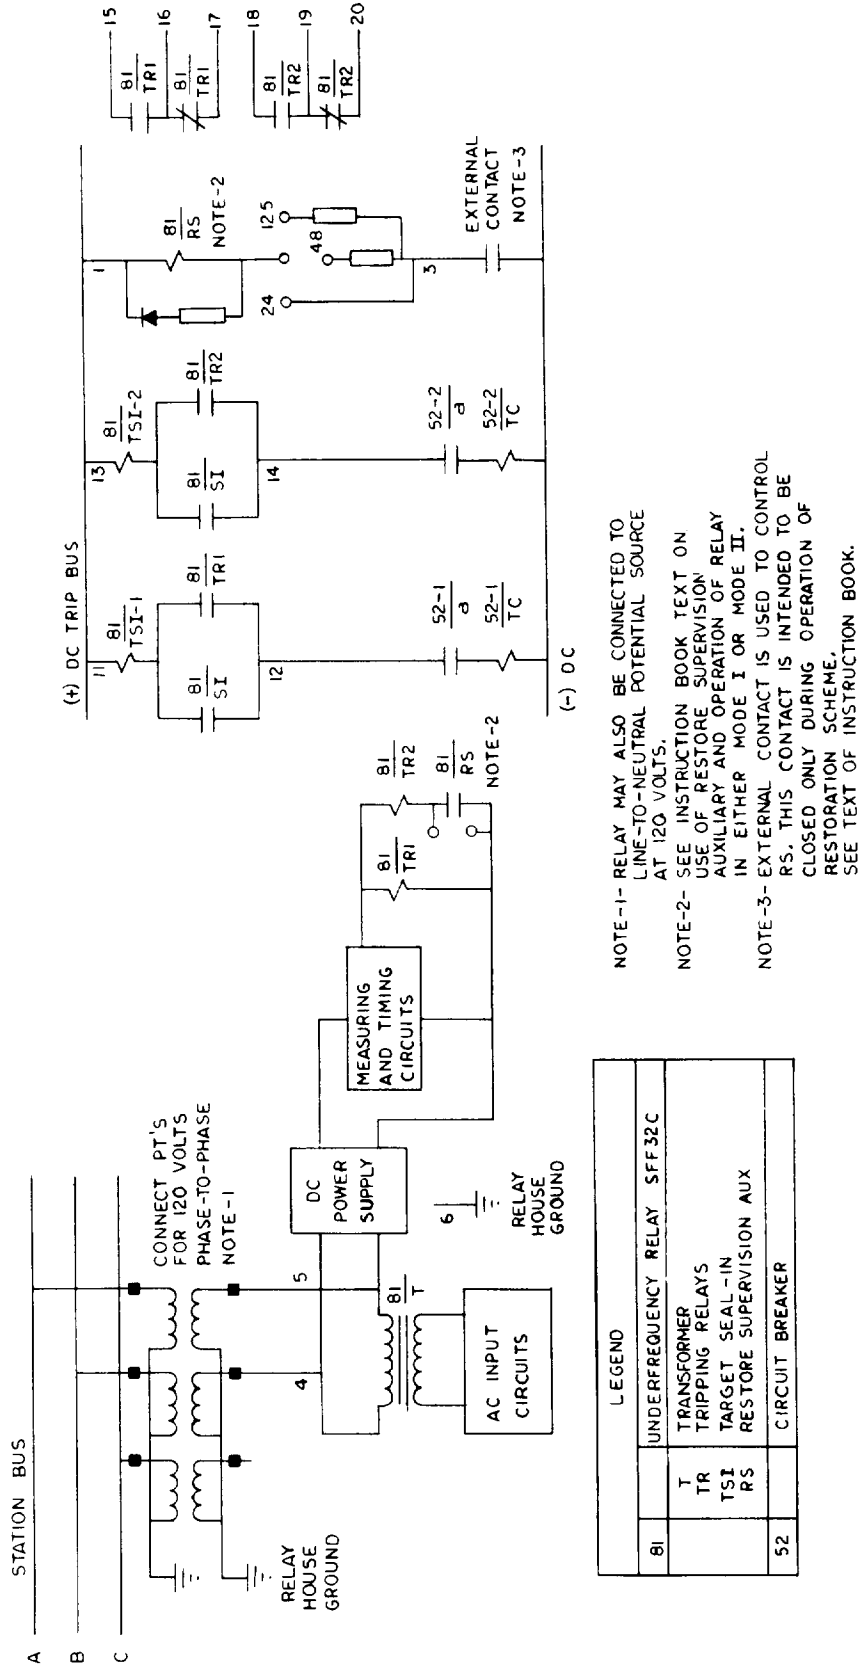 STATION BUS
A
B
C
CONNECT PT'S
FOR 120 VOLTS
PHASE-TO-PHASE
NOTE-1
RELAY
HOUSE
GROUND
4
5
81
T
AC INPUT
CIRCUITS
DC
POWER
SUPPLY
6
RELAY
HOUSE
GROUND
MEASURING
AND TIMING
CIRCUITS
81
TR1
81
TR2
81
RS
NOTE-2
(+) DC TRIP BUS
11
81
TSI-1
81
SI
81
TR1
12
52-1
a
52-1
TC
(-) DC
13
81
TSI-2
81
SI
81
TR2
14
52-2
a
52-2
TC
1
81
RS
NOTE-2
24
48
125
3
EXTERNAL
CONTACT
NOTE-3
81
TR1
81
TR1
15
16
17
81
TR2
81
TR2
18
19
20
LEGEND
81 UNDERFREQUENCY RELAY SFF32C
T TRANSFORMER
TR TRIPPING RELAYS
TSI TARGET SEAL-IN
RS RESTORE SUPERVISION AUX
52 CIRCUIT BREAKER
NOTE-1- RELAY MAY ALSO BE CONNECTED TO
LINE-TO-NEUTRAL POTENTIAL SOURCE
AT 120 VOLTS.
NOTE-2- SEE INSTRUCTION BOOK TEXT ON
USE OF RESTORE SUPERVISION
AUXILIARY AND OPERATION OF RELAY
IN EITHER MODE I OR MODE II.
NOTE-3- EXTERNAL CONTACT IS USED TO CONTROL
RS. THIS CONTACT IS INTENDED TO BE
CLOSED ONLY DURING OPERATION OF
RESTORATION SCHEME.
SEE TEXT OF INSTRUCTION BOOK.